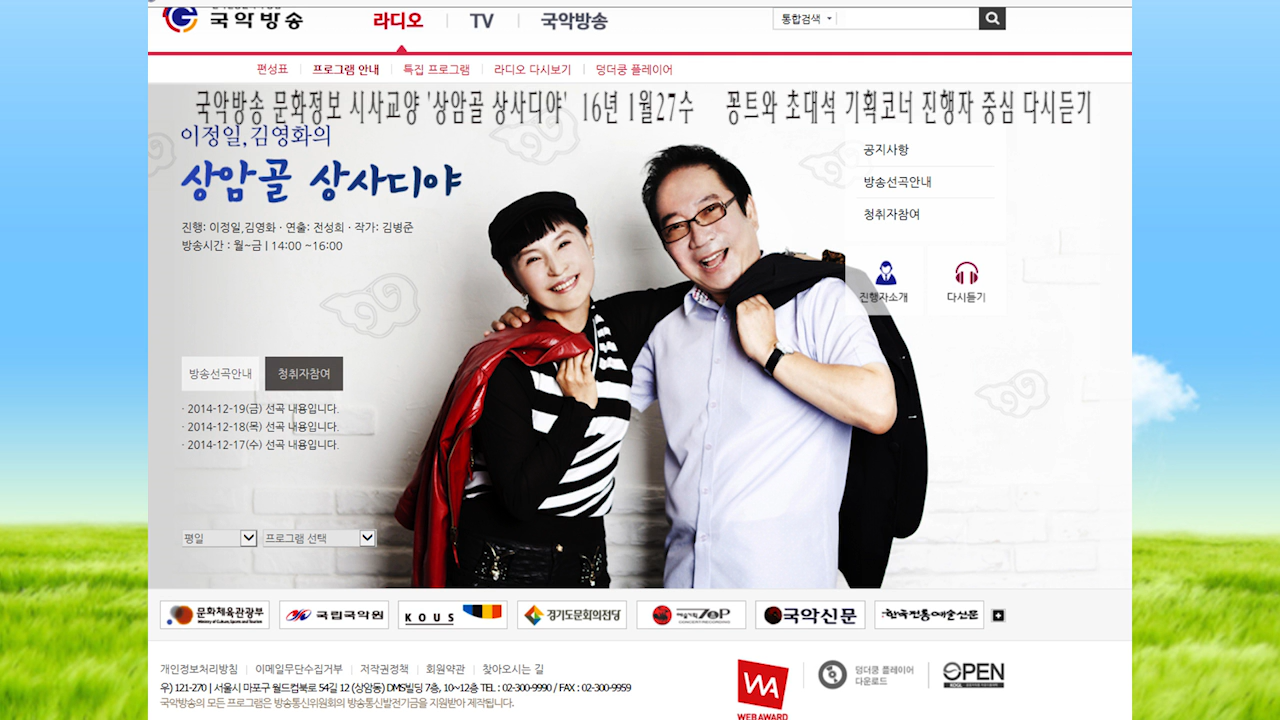 국악방송
라디오 TV 국악방송
통합검색
편성표 프로그램 안내 특집 프로그램 라디오 다시보기 덩더쿵 플레이어
국악방송 문화정보 시사교양 '상암골 상사디야' 16년 1월27수 꽁트와 초대석 기획코너 진행자 중심 다시듣기
이정일,김영화의
상암골 상사디야
진행: 이정일,김영화 · 연출: 전성희 · 작가: 김병준
방송시간 : 월~금 | 14:00 ~16:00
공지사항
방송선곡안내
청취자참여
진행자소개 다시듣기
방송선곡안내 청취자참여
· 2014-12-19(금) 선곡 내용입니다.
· 2014-12-18(목) 선곡 내용입니다.
· 2014-12-17(수) 선곡 내용입니다.
평일 프로그램 선택
문화체육관광부 국립국악원 KOUS 경기도문화의전당 국악신문 한국전통예술신문
Ministry of Culture, Sports and Tourism
개인정보처리방침 | 이메일무단수집거부 | 저작권정책 | 회원약관 | 찾아오시는 길
우) 121-270 | 서울시 마포구 월드컵북로 54길 12 (상암동) DMS빌딩 7층, 10~12층 TEL : 02-300-9990 / FAX : 02-300-9959
국악방송의 모든 프로그램은 방송통신위원회의 방송통신발전기금을 지원받아 제작됩니다.
WA
WEB AWARD
덩더쿵 플레이어
다운로드
OPEN